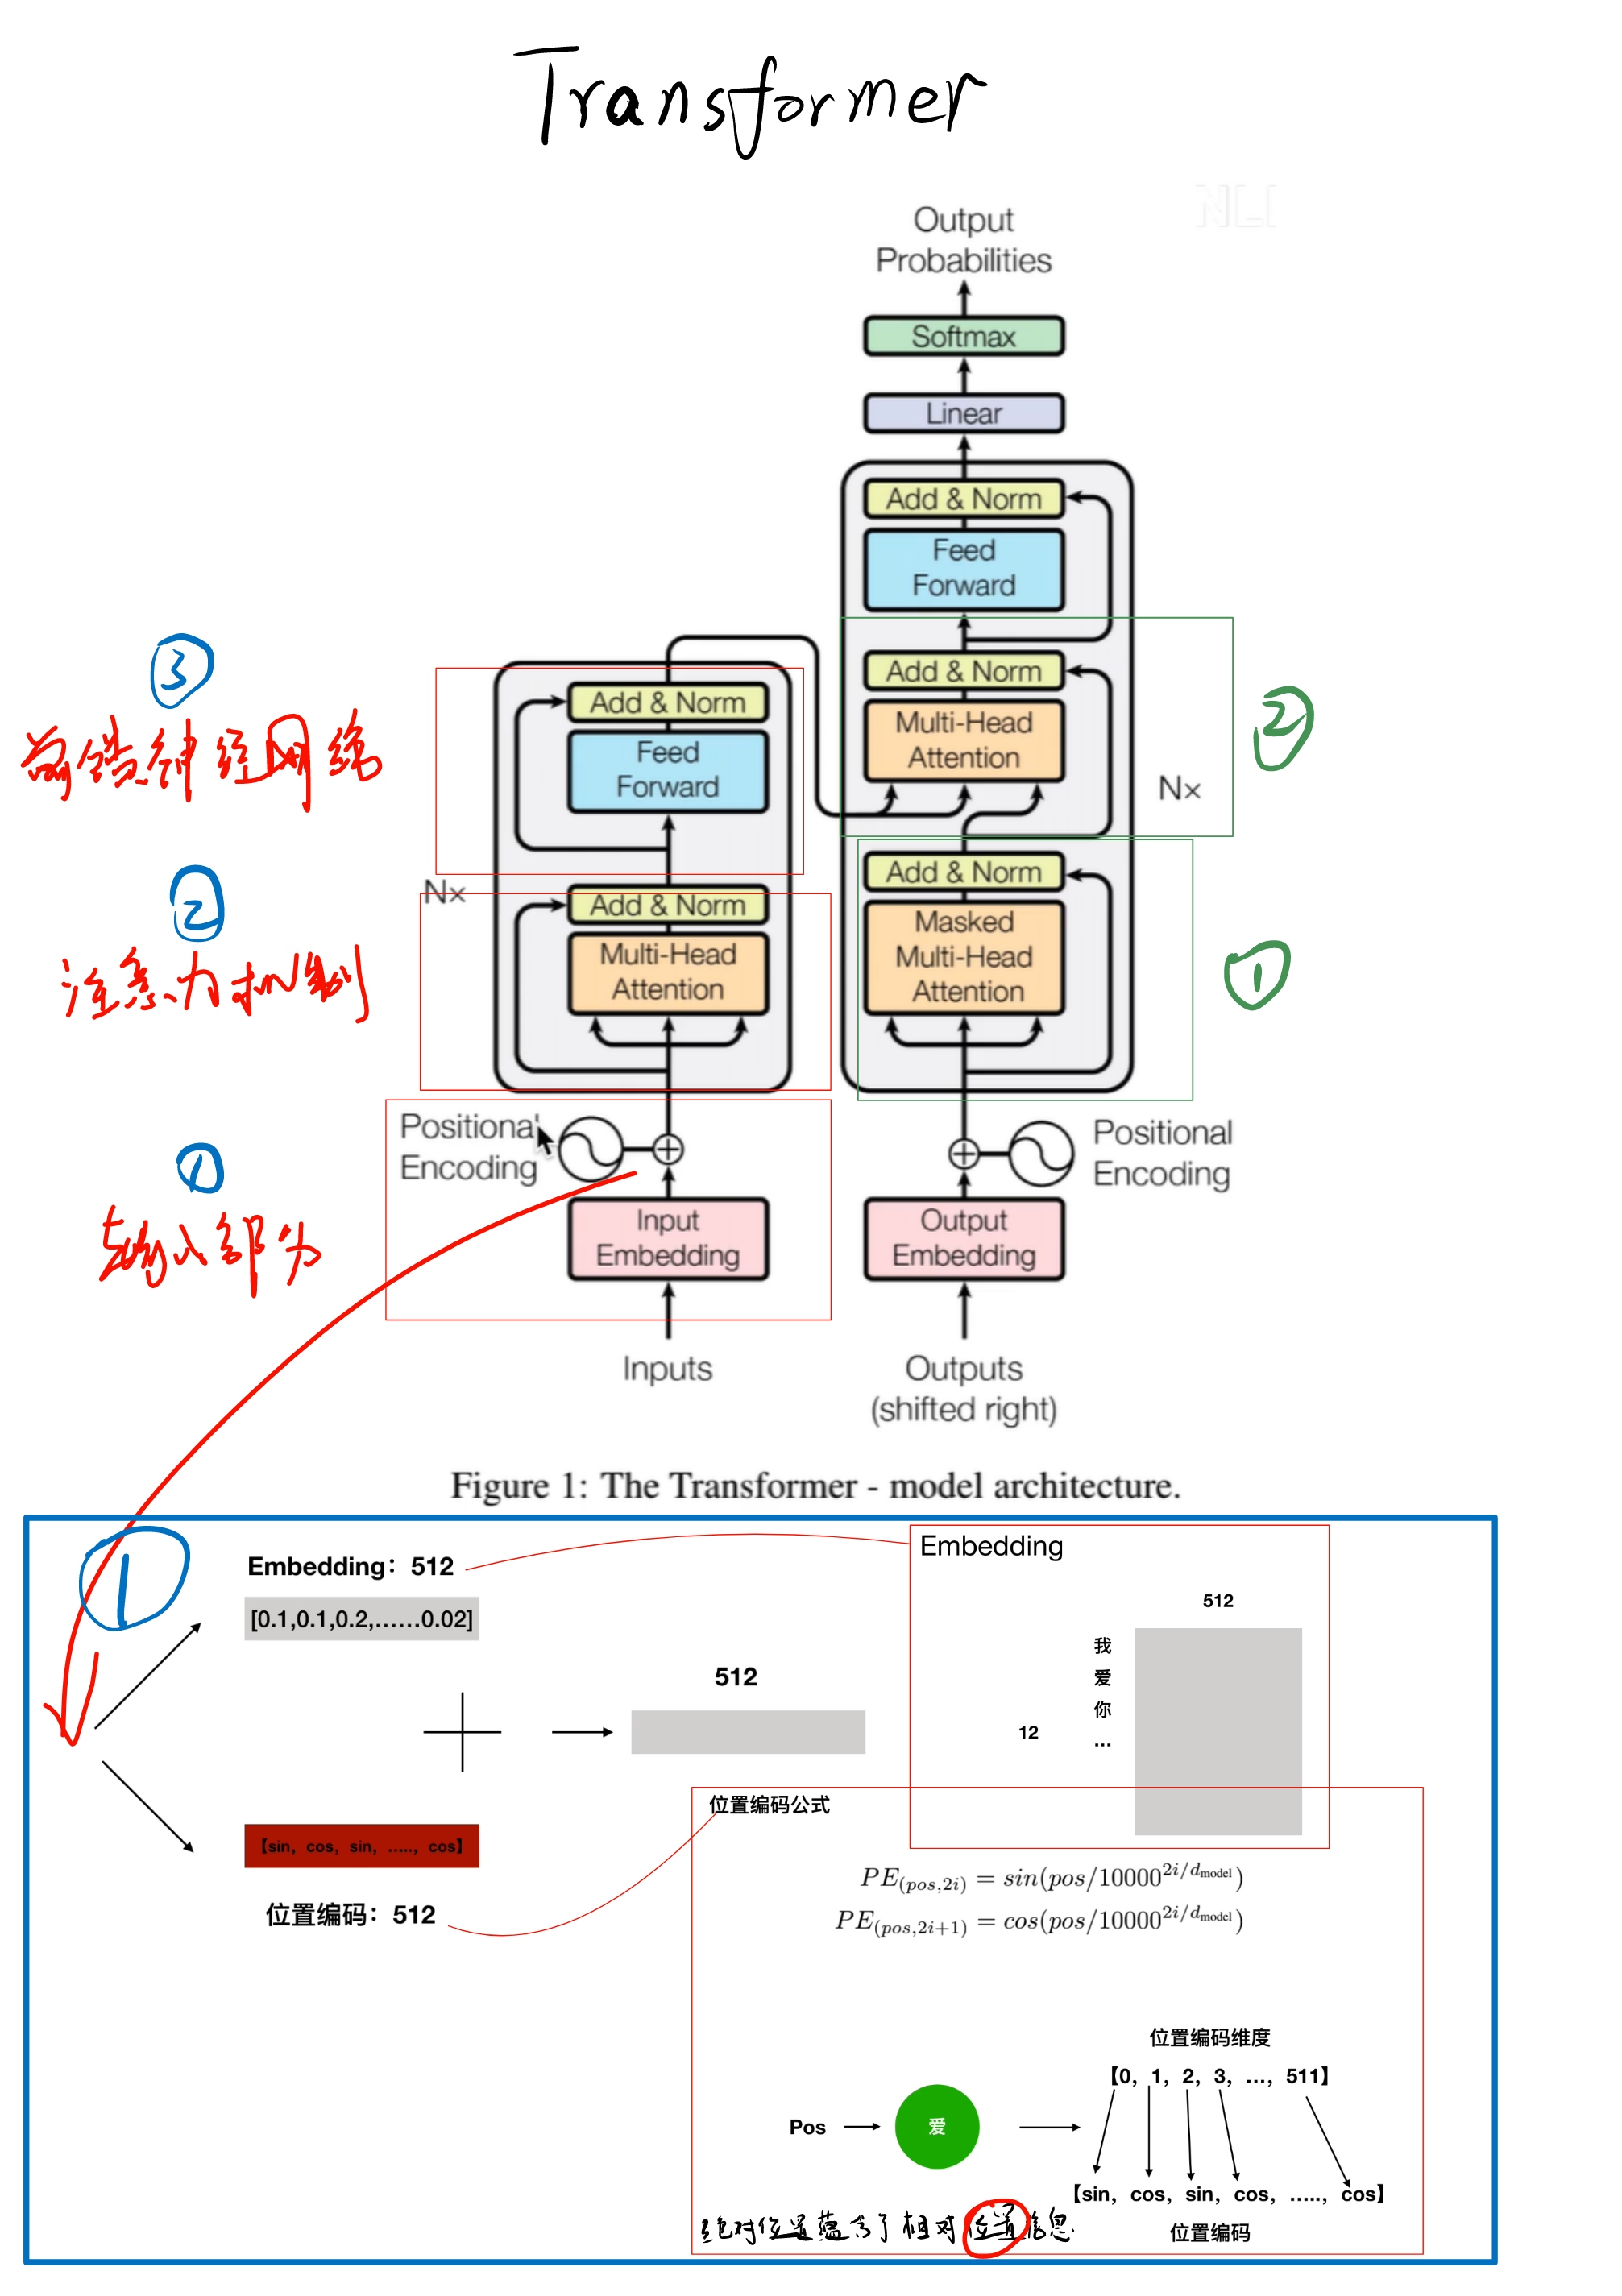 Transformer
NLI
Output
Probabilities
Softmax
Linear
Add & Norm
Feed
Forward
Add & Norm
Multi-Head
Attention
Nx
②
Add & Norm
Masked
Multi-Head
Attention
①
Positional
Encoding
Output
Embedding
Outputs
(shifted right)
③
前馈神经网络
Add & Norm
Feed
Forward
Nx
②
注意力机制
Add & Norm
Multi-Head
Attention
①
输入部分
Positional
Encoding
Input
Embedding
Inputs
Figure 1: The Transformer - model architecture.
①
Embedding：512
[0.1,0.1,0.2,......0.02]
512
【sin，cos，sin，.....，cos】
位置编码：512
Embedding
512
我
爱
你
...
12
位置编码公式
PE(pos,2i) = sin(pos/10000^2i/dmodel)
PE(pos,2i+1) = cos(pos/10000^2i/dmodel)
位置编码维度
【0，1，2，3，...，511】
Pos
爱
【sin，cos，sin，cos，.....，cos】
位置编码
绝对位置蕴含了相对位置信息.